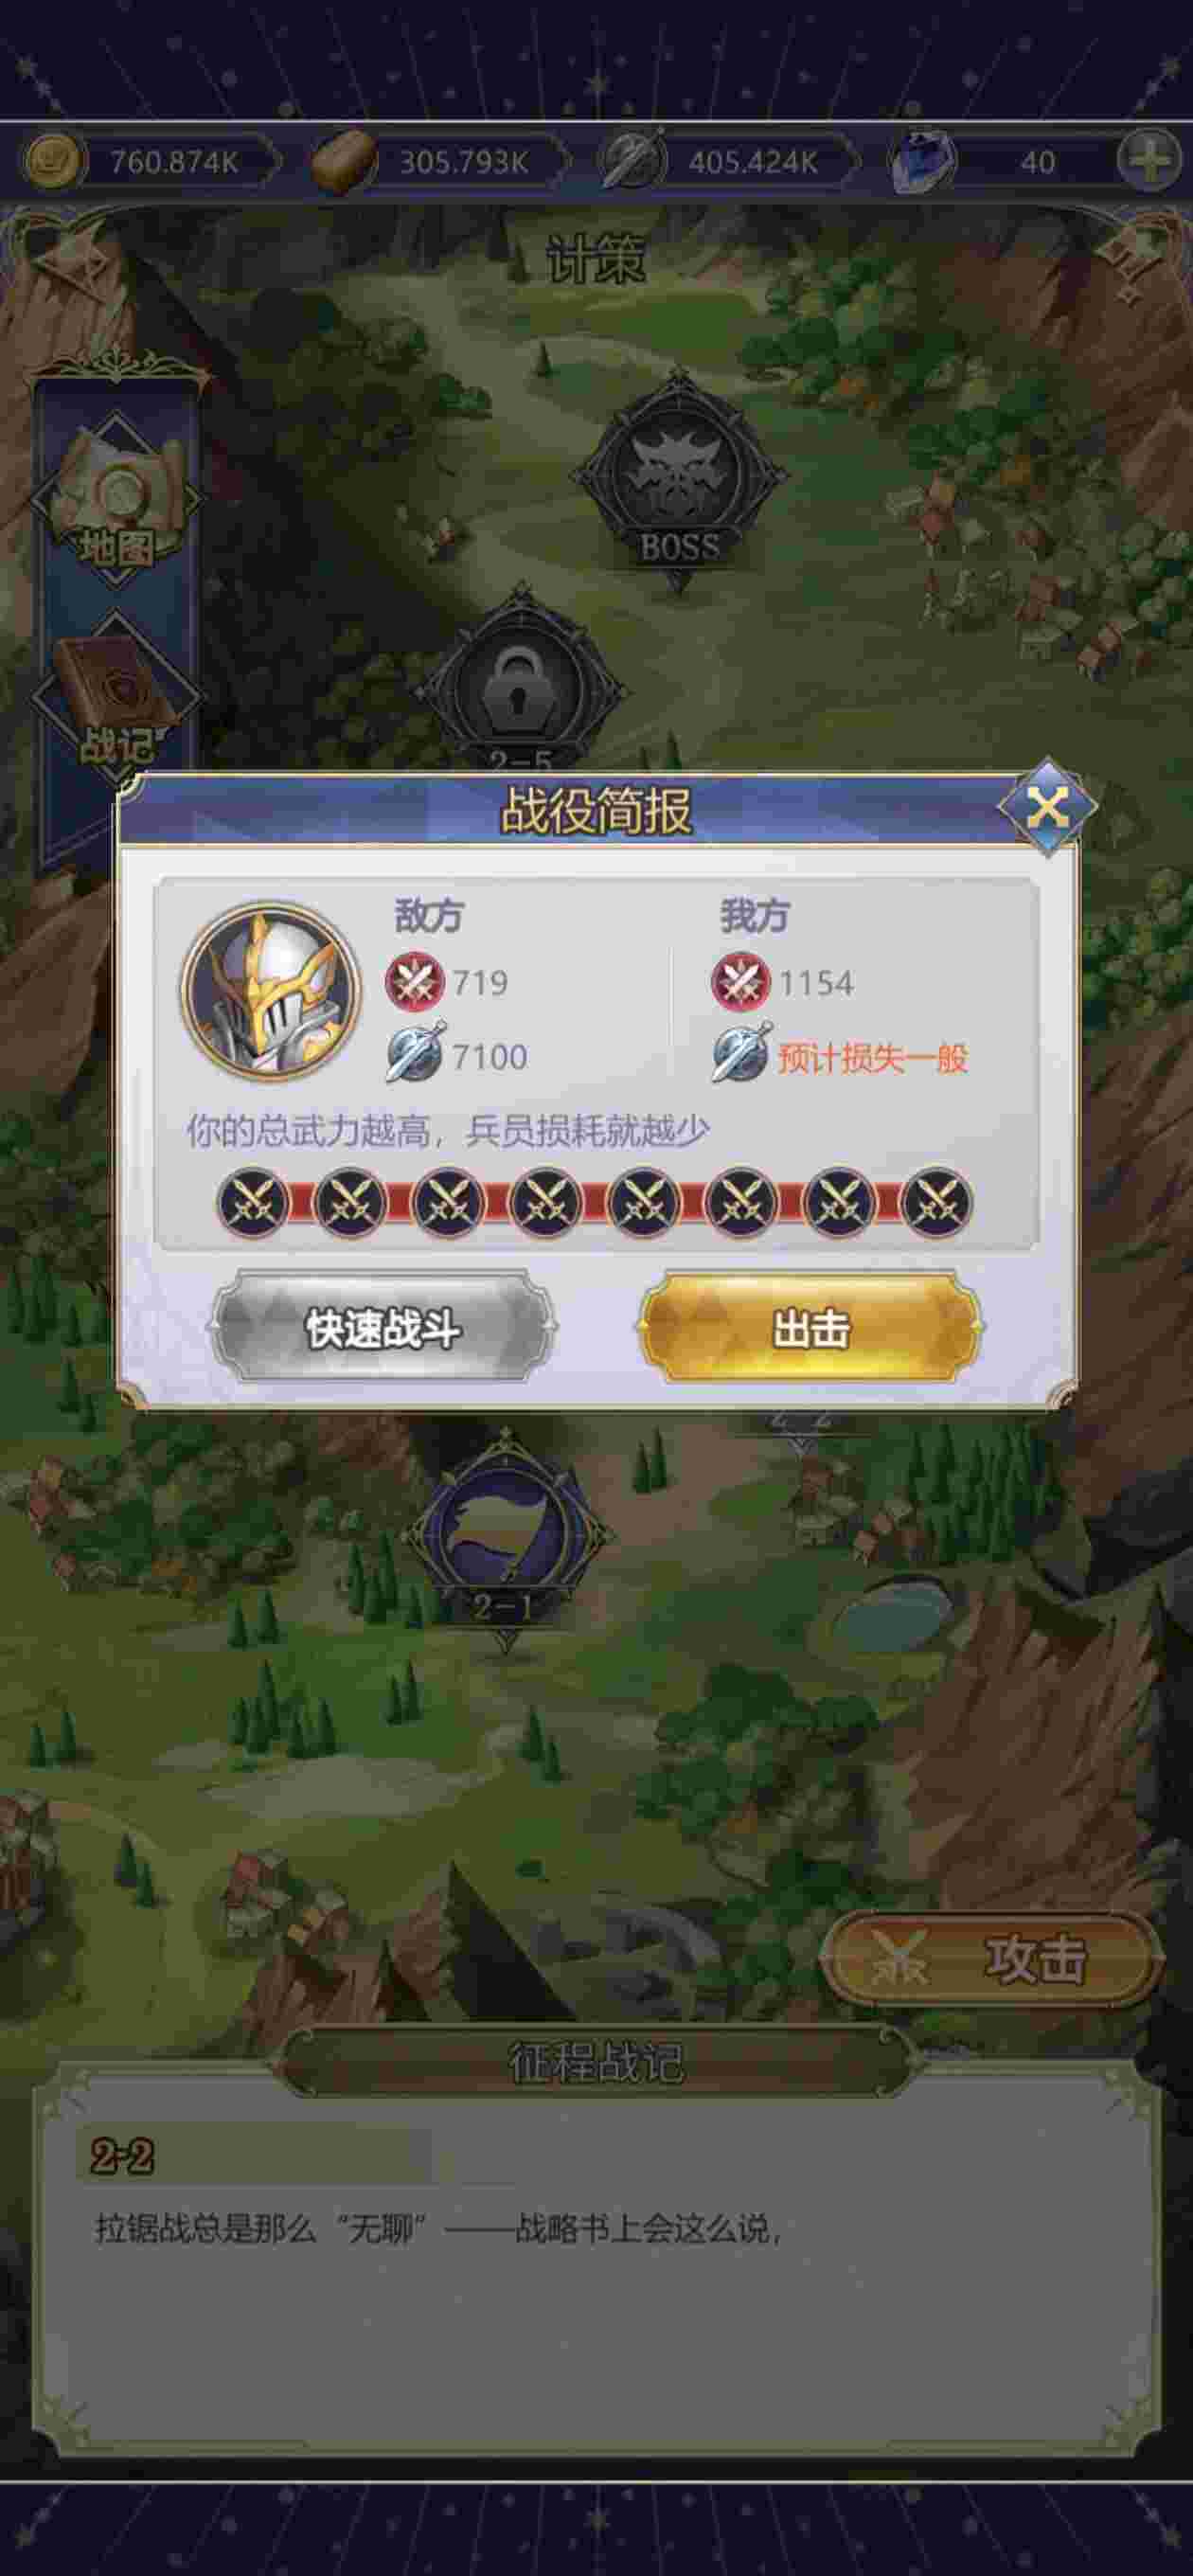 760.874K 305.793K 405.424K 40
计策
BOSS
地图
2-5
战记
战役简报
敌方 我方
719 1154
7100 预计损失一般
你的总武力越高，兵员损耗就越少
快速战斗 出击
2-2
2-1
攻击
征程战记
2-2
拉锯战总是那么“无聊”——战略书上会这么说，